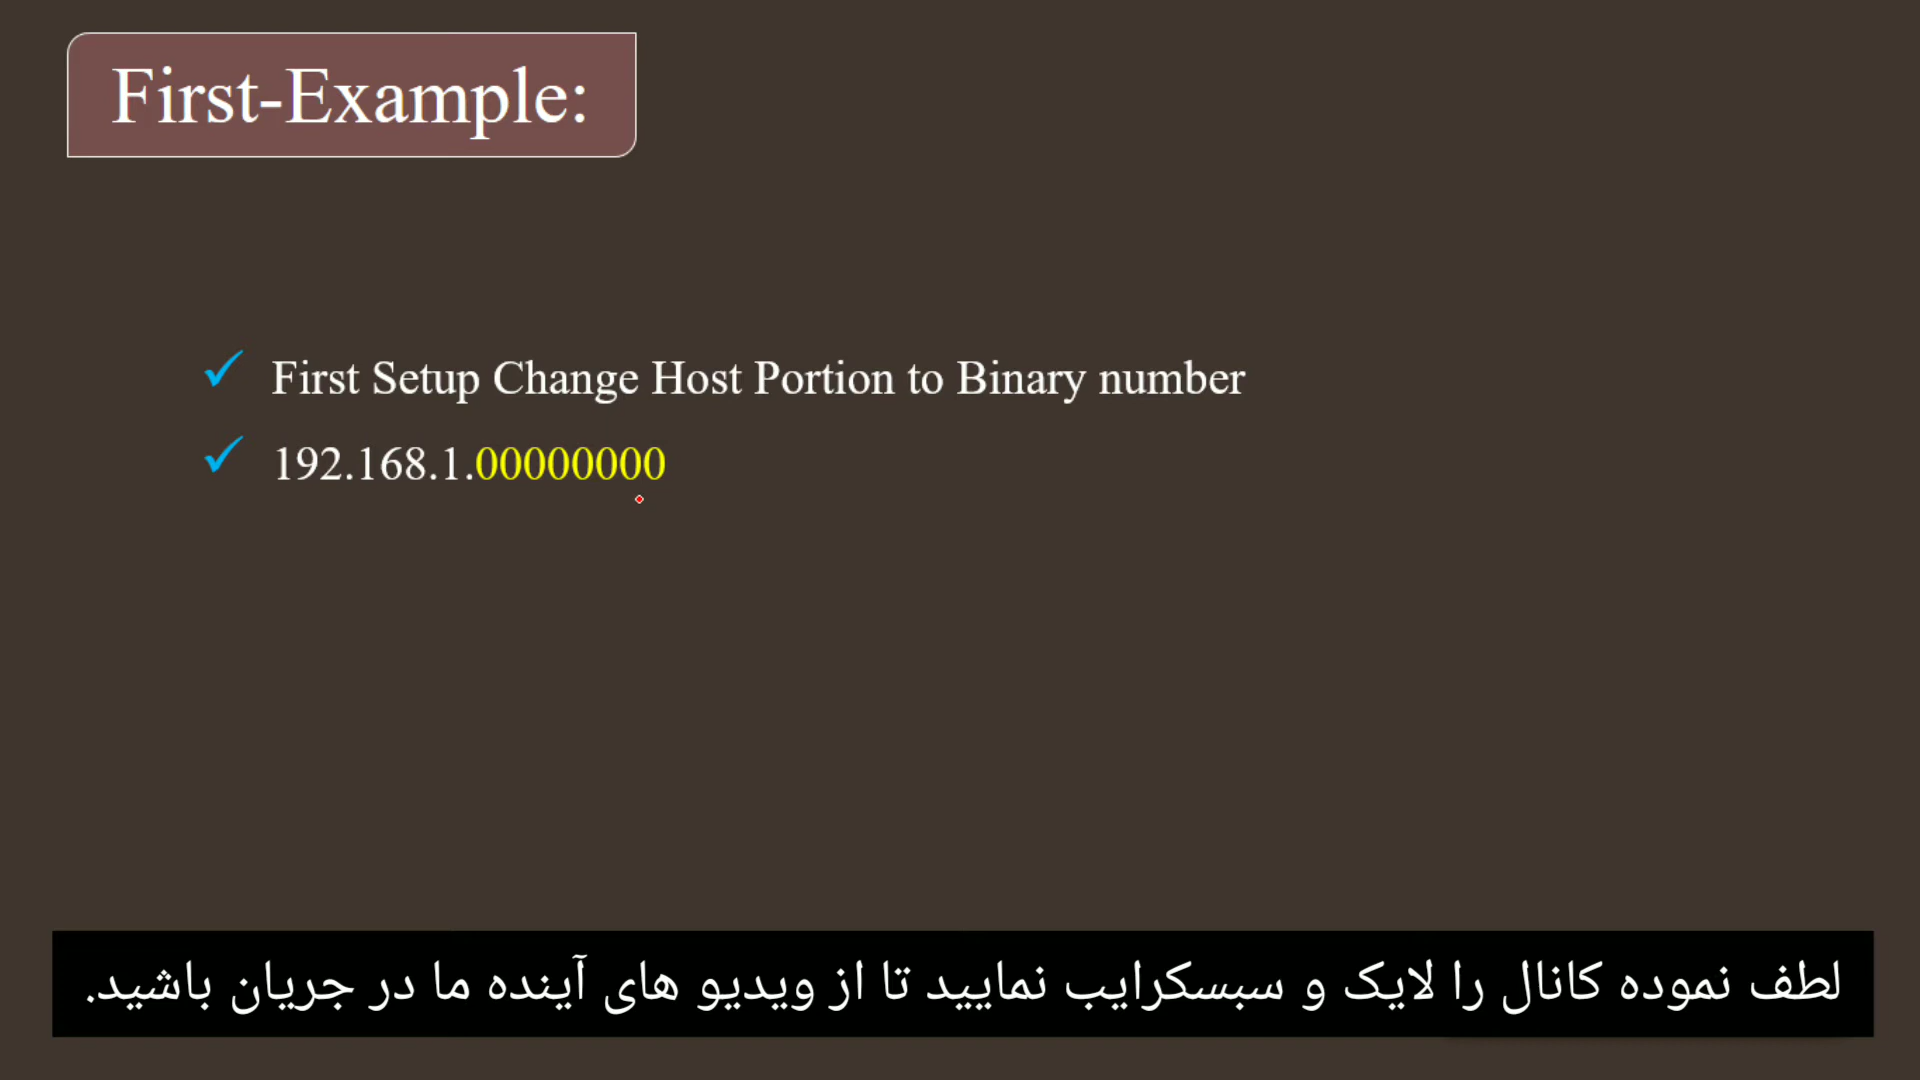 First-Example:
First Setup Change Host Portion to Binary number
192.168.1.00000000
لطف نموده کانال را لایک و سبسکرایب نمایید تا از ویدیو های آینده ما در جریان باشید.